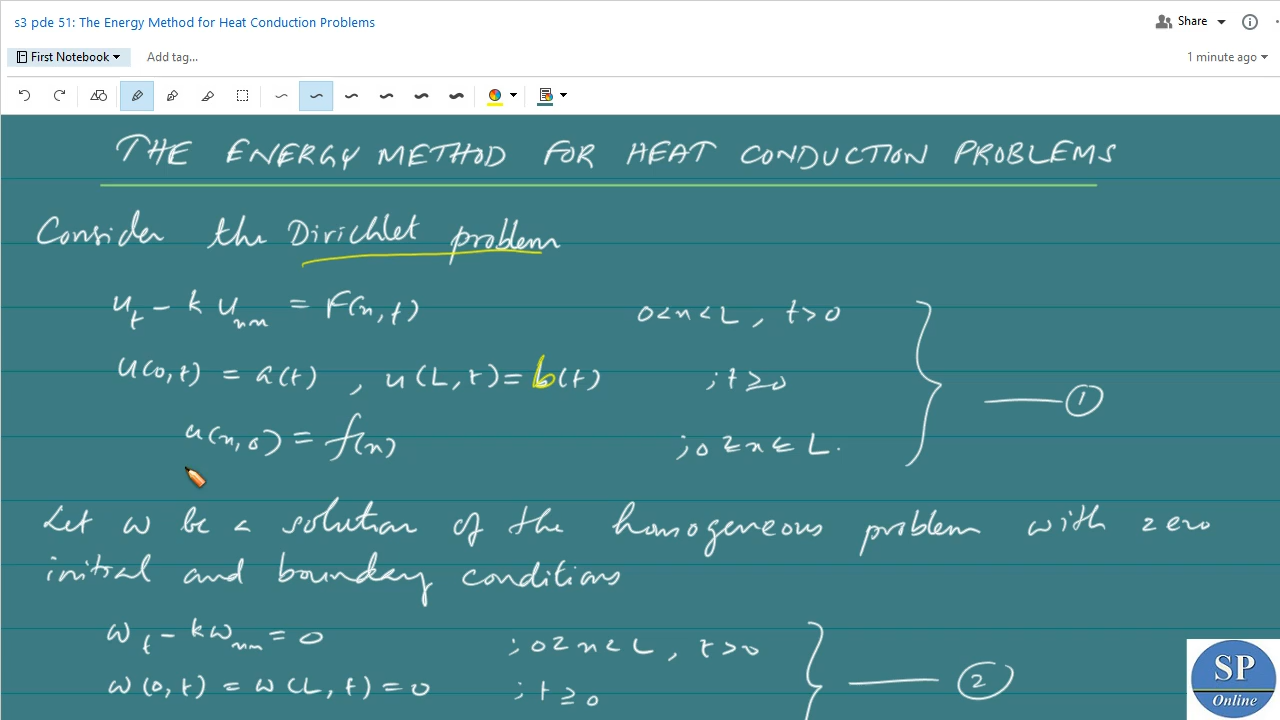 s3 pde 51: The Energy Method for Heat Conduction Problems
Share
First Notebook
Add tag...
1 minute ago
THE ENERGY METHOD FOR HEAT CONDUCTION PROBLEMS
Consider the Dirichlet problem
u_t - k u_xx = F(x,t) 0<x<L, t>0
u(0,t) = a(t), u(L,t) = b(t) ; t ≥ 0
u(x,0) = f(x) ; 0 ≤ x ≤ L.
1
Let w be a solution of the homogeneous problem with zero
initial and boundary conditions
w_t - k w_xx = 0 ; 0 < x < L, t > 0
w(0,t) = w(L,t) = 0 ; t ≥ 0
2
SP
Online